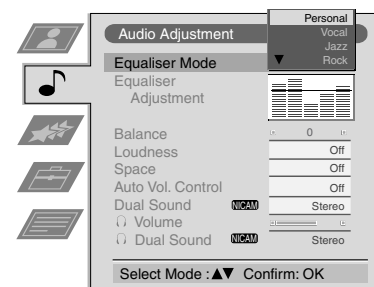 Personal
Audio Adjustment
Vocal
Jazz
Equaliser Mode ▼ Rock
Equaliser
Adjustment
Balance 0
Loudness Off
Space Off
Auto Vol. Control Off
Dual Sound NICAM Stereo
Volume
Dual Sound NICAM Stereo
Select Mode : ▲▼ Confirm: OK